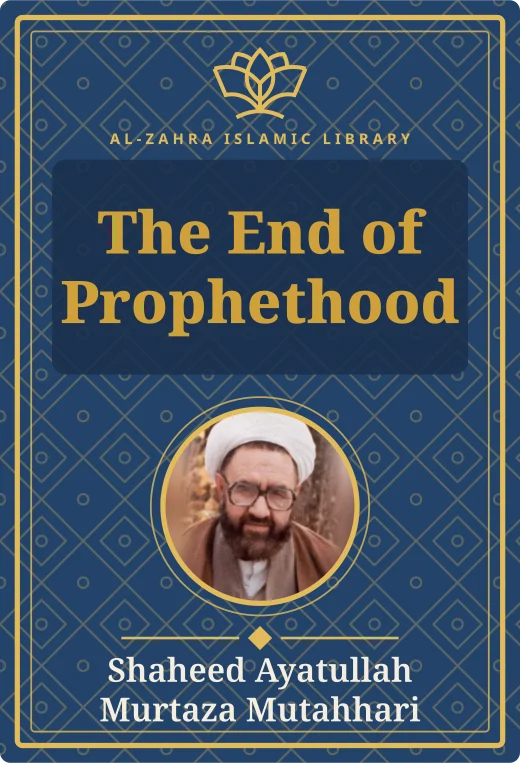 AL-ZAHRA ISLAMIC LIBRARY
The End of
Prophethood
Shaheed Ayatullah
Murtaza Mutahhari